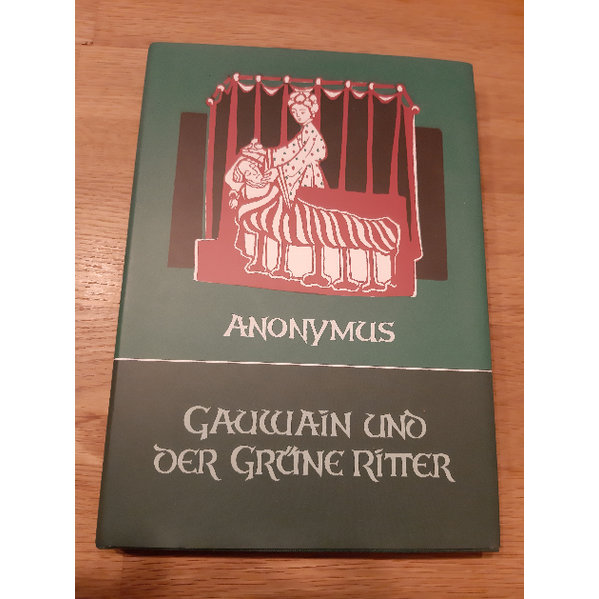 ANONYMUS
GAUWAIN UND
DER GRÜNE RITTER